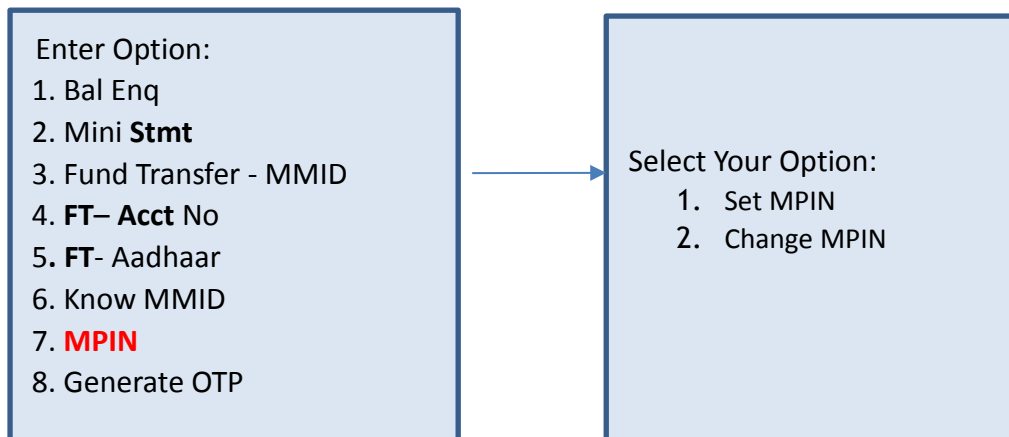 Enter Option:
1. Bal Enq
2. Mini Stmt
3. Fund Transfer - MMID
4. FT– Acct No
5. FT- Aadhaar
6. Know MMID
7. MPIN
8. Generate OTP
Select Your Option:
1. Set MPIN
2. Change MPIN